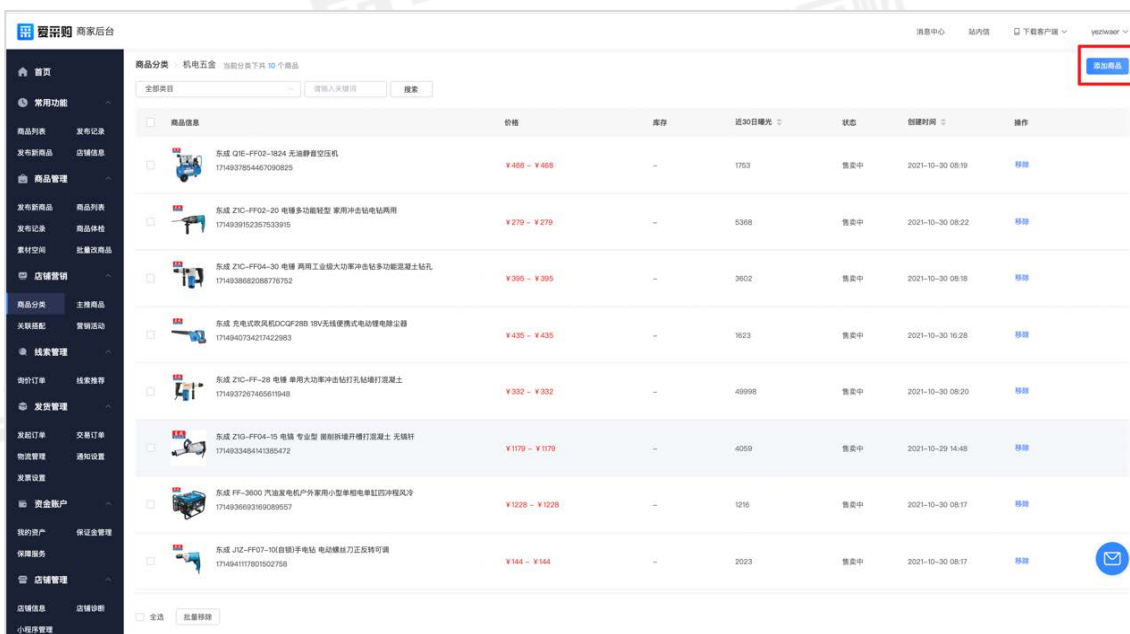 爱采购 商家后台
消息中心 站内信 下载客户端 yeziwaer
首页
常用功能
商品列表 发布记录
发布新商品 店铺信息
商品管理
发布新商品 商品列表
发布记录 商品体检
素材空间 批量改商品
店铺营销
商品分类 主推商品
关联搭配 营销活动
线索管理
询价订单 线索推荐
发货管理
发起订单 交易订单
物流管理 通知设置
发票设置
资金账户
我的资产 保证金管理
保障服务
店铺管理
店铺信息 店铺诊断
小程序管理
商品分类 机电五金 当前分类下共 10 个商品
添加商品
全部类目 请输入关键词 搜索
商品信息 价格 库存 近30日曝光 状态 创建时间 操作
东成 Q1E-FF02-1824 无油静音空压机
1714937854467090825 ¥468 - ¥468 - 1753 售卖中 2021-10-30 08:19 移除
东成 Z1C-FF02-20 电锤多功能轻型 家用冲击钻电钻两用
1714939152357533915 ¥279 - ¥279 - 5368 售卖中 2021-10-30 08:22 移除
东成 Z1C-FF04-30 电锤 两用工业级大功率冲击钻多功能混凝土钻孔
1714938682088776752 ¥395 - ¥395 - 3602 售卖中 2021-10-30 08:18 移除
东成 充电式吹风机DCQF28B 18V无线便携式电动锂电除尘器
1714940734217422983 ¥435 - ¥435 - 1623 售卖中 2021-10-30 16:28 移除
东成 Z1C-FF-28 电锤 单用大功率冲击钻打孔钻墙打混凝土
1714937267465611948 ¥332 - ¥332 - 49998 售卖中 2021-10-30 08:20 移除
东成 Z1G-FF04-15 电镐 专业型 凿削拆墙开槽打混凝土 无镐钎
1714933484141385472 ¥1179 - ¥1179 - 4059 售卖中 2021-10-29 14:48 移除
东成 FF-3600 汽油发电机户外家用小型单相电单缸四冲程风冷
1714936693169089557 ¥1228 - ¥1228 - 1216 售卖中 2021-10-30 08:17 移除
东成 J1Z-FF07-10(自锁)手电钻 电动螺丝刀正反转可调
1714941117801502758 ¥144 - ¥144 - 2023 售卖中 2021-10-30 08:17 移除
全选 批量移除